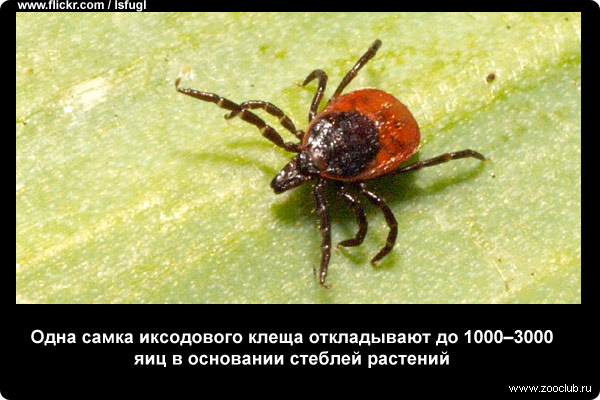 www.flickr.com / lsfugl
Одна самка иксодового клеща откладывают до 1000–3000
яиц в основании стеблей растений
www.zooclub.ru